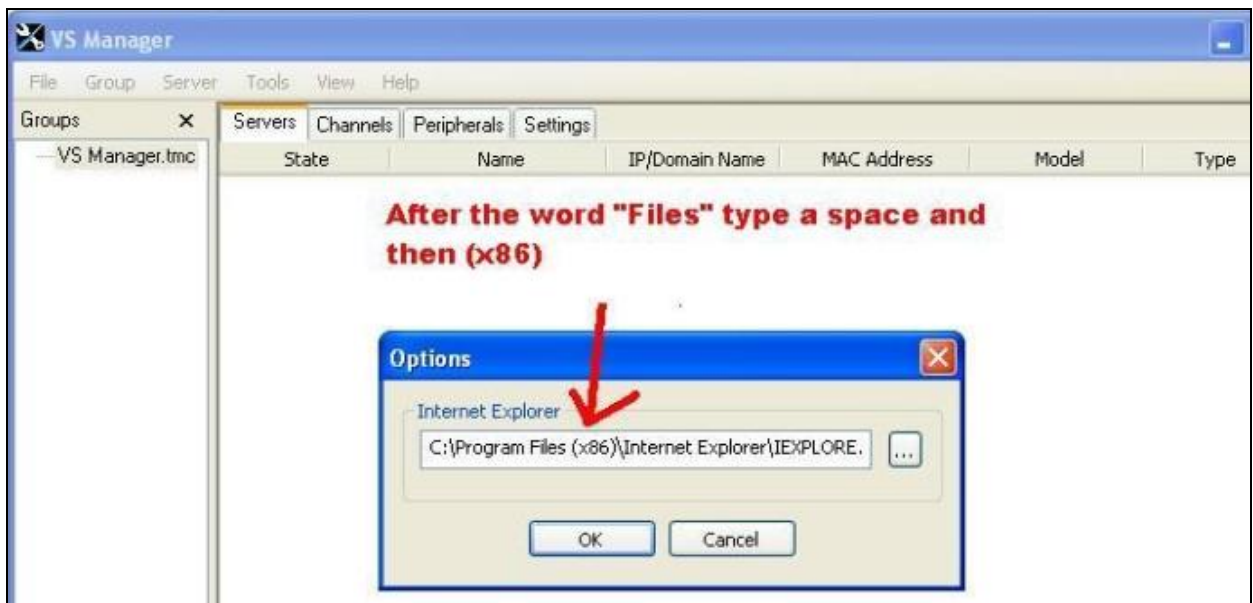 VS Manager
File Group Server Tools View Help
Groups
Servers Channels Peripherals Settings
VS Manager.tmc
State Name IP/Domain Name MAC Address Model Type
After the word "Files" type a space and
then (x86)
Options
Internet Explorer
C:\Program Files (x86)\Internet Explorer\IEXPLORE.
...
OK Cancel